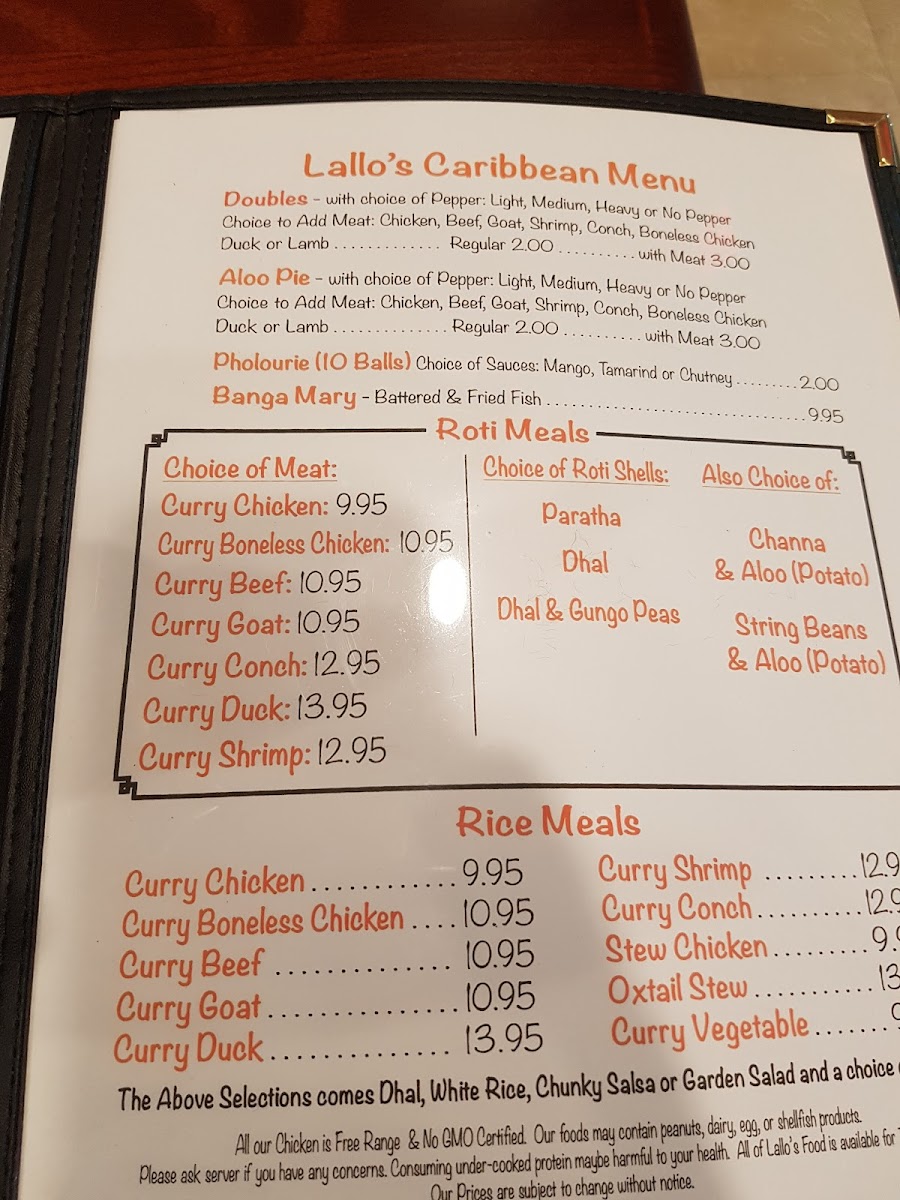 Lallo's Caribbean Menu
Doubles - with choice of Pepper: Light, Medium, Heavy or No Pepper
Choice to Add Meat: Chicken, Beef, Goat, Shrimp, Conch, Boneless Chicken
Duck or Lamb ............. Regular 2.00 .......... with Meat 3.00
Aloo Pie - with choice of Pepper: Light, Medium, Heavy or No Pepper
Choice to Add Meat: Chicken, Beef, Goat, Shrimp, Conch, Boneless Chicken
Duck or Lamb .............. Regular 2.00 .......... with Meat 3.00
Pholourie (10 Balls) Choice of Sauces: Mango, Tamarind or Chutney .........2.00
Banga Mary - Battered & Fried Fish .................................9.95
Roti Meals
Choice of Meat:
Curry Chicken: 9.95
Curry Boneless Chicken: 10.95
Curry Beef: 10.95
Curry Goat: 10.95
Curry Conch: 12.95
Curry Duck: 13.95
Curry Shrimp: 12.95
Choice of Roti Shells:
Paratha
Dhal
Dhal & Gungo Peas
Also Choice of:
Channa
& Aloo (Potato)
String Beans
& Aloo (Potato)
Rice Meals
Curry Chicken ............ 9.95
Curry Boneless Chicken .... 10.95
Curry Beef ............... 10.95
Curry Goat ............... 10.95
Curry Duck ............... 13.95
Curry Shrimp ......... 12.9
Curry Conch .......... 12.9
Stew Chicken ......... 9.9
Oxtail Stew ........... 13
Curry Vegetable .......
The Above Selections comes Dhal, White Rice, Chunky Salsa or Garden Salad and a choice
All our Chicken is Free Range & No GMO Certified. Our foods may contain peanuts, dairy, egg, or shellfish products.
Please ask server if you have any concerns. Consuming under-cooked protein maybe harmful to your health. All of Lallo's Food is available for
Our Prices are subject to change without notice.